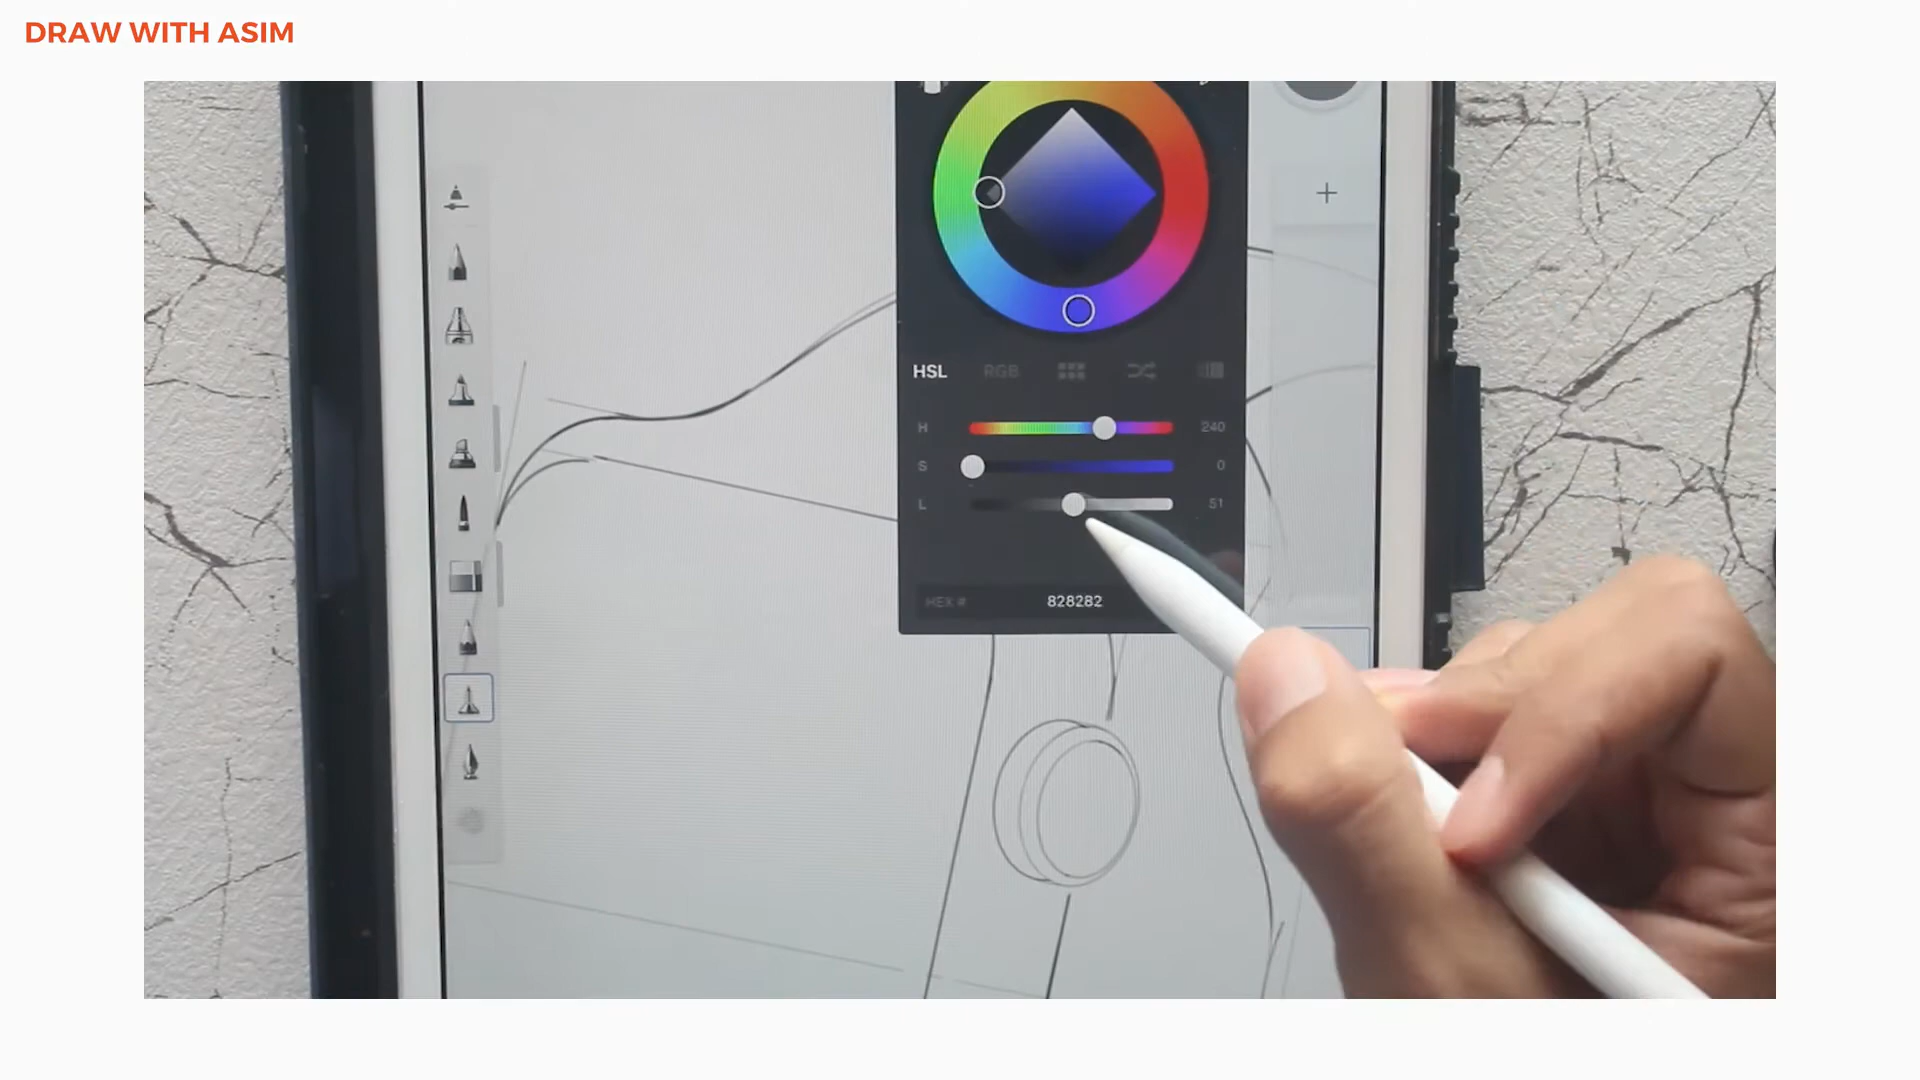 DRAW WITH ASIM
HSL RGB
H 240
S 0
L 51
HEX # 828282